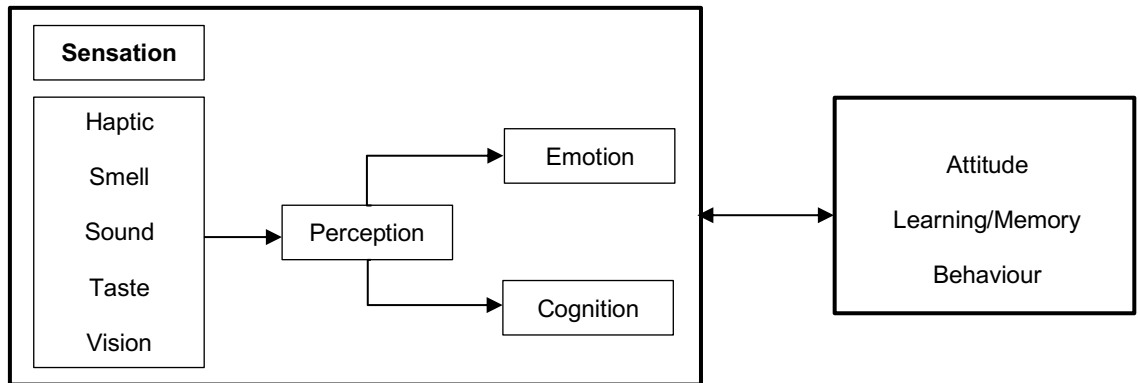 Sensation
Haptic
Smell
Sound
Taste
Vision
Perception
Emotion
Cognition
Attitude
Learning/Memory
Behaviour